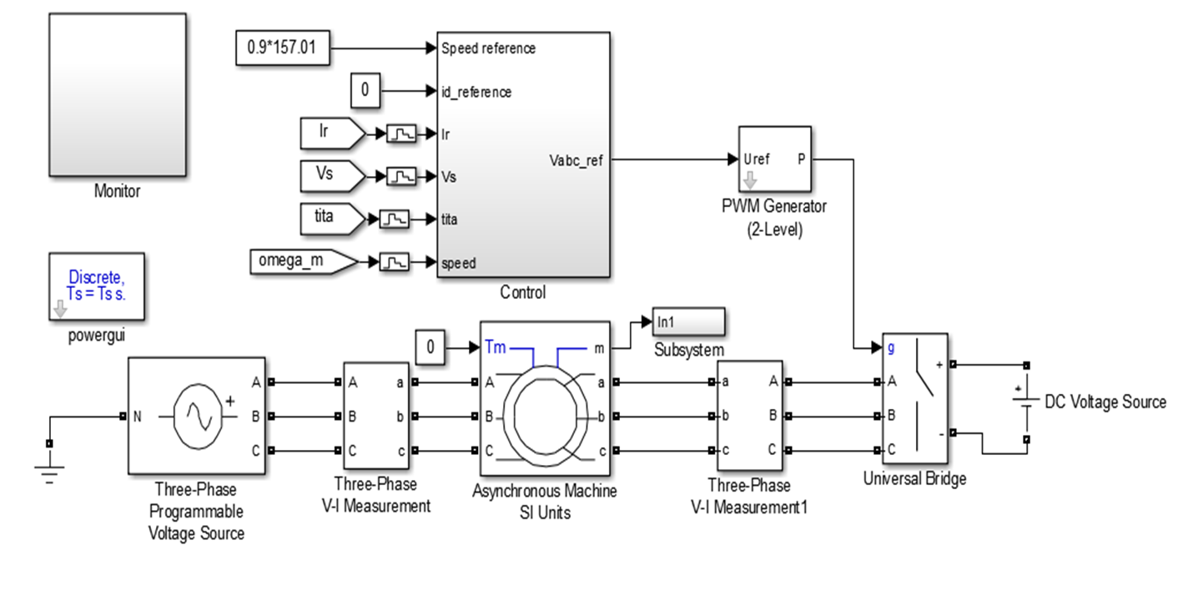 Monitor
0.9*157.01
Speed reference
0
id_reference
Ir
Ir
Vs
Vs
tita
tita
omega_m
speed
Vabc_ref
Control
Uref P
PWM Generator
(2-Level)
Discrete,
Ts = Ts s.
powergui
N
+
A
B
C
Three-Phase
Programmable
Voltage Source
A a
B b
C c
Three-Phase
V-I Measurement
0
Tm m
A a
B b
C c
Asynchronous Machine
SI Units
In1
Subsystem
a A
b B
c C
Three-Phase
V-I Measurement1
g
A +
B
C -
Universal Bridge
+
DC Voltage Source